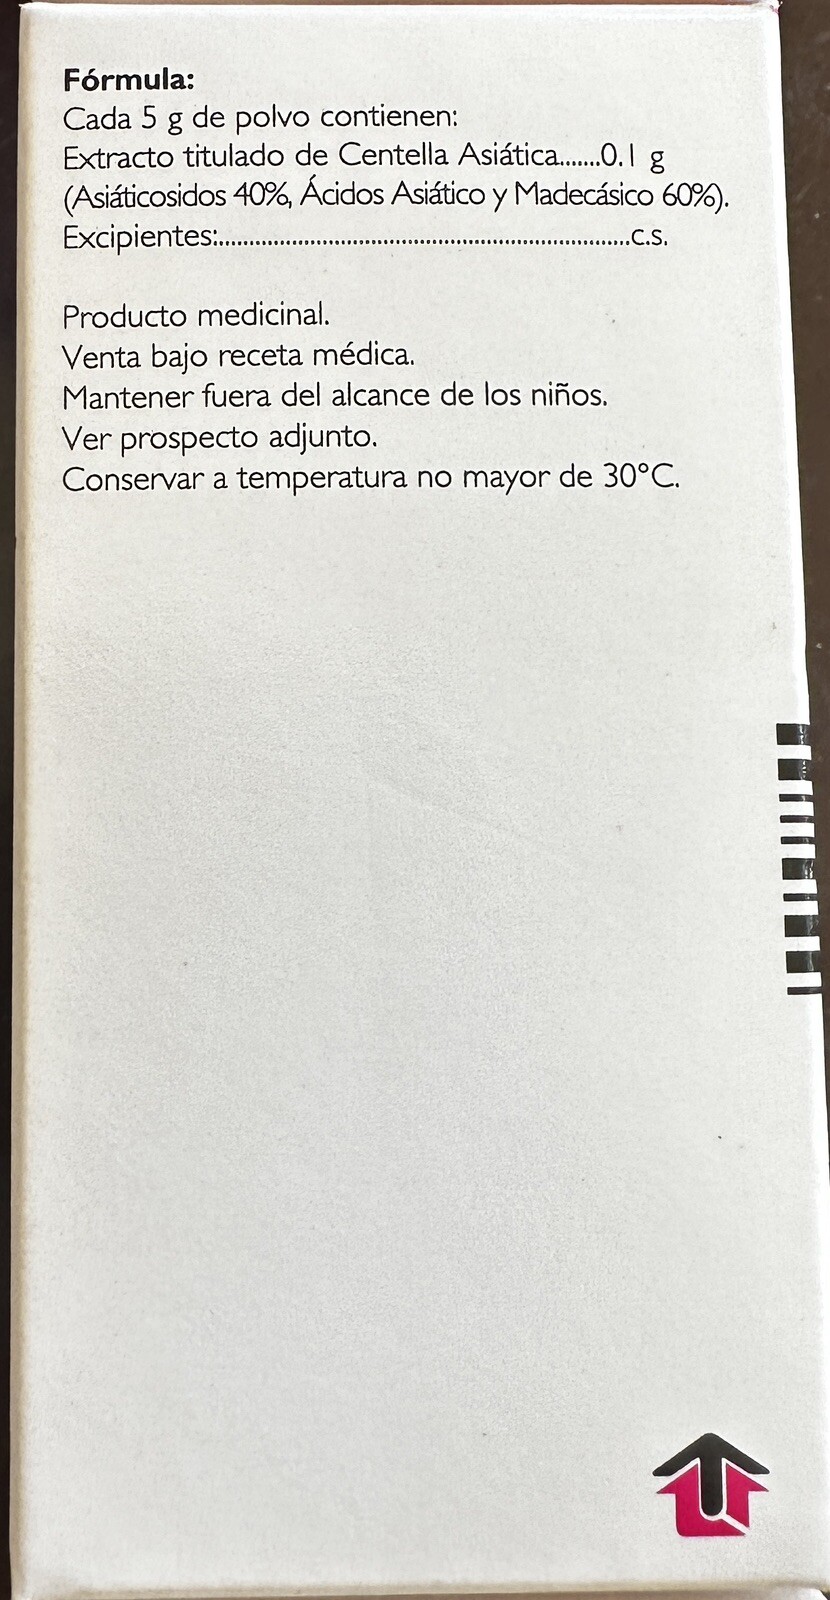 Fórmula:
Cada 5 g de polvo contienen:
Extracto titulado de Centella Asiática.......0.1 g
(Asiáticosidos 40%, Ácidos Asiático y Madecásico 60%).
Excipientes:........................................................................c.s.
Producto medicinal.
Venta bajo receta médica.
Mantener fuera del alcance de los niños.
Ver prospecto adjunto.
Conservar a temperatura no mayor de 30°C.